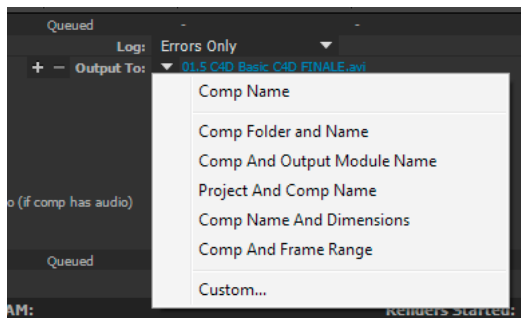 Queued - -
Log: Errors Only
+ - Output To: 01.5 C4D Basic C4D FINALE.avi
Comp Name
Comp Folder and Name
Comp And Output Module Name
Project And Comp Name
o (if comp has audio)
Comp Name And Dimensions
Comp And Frame Range
Queued
Custom...
AM: Renders Started: